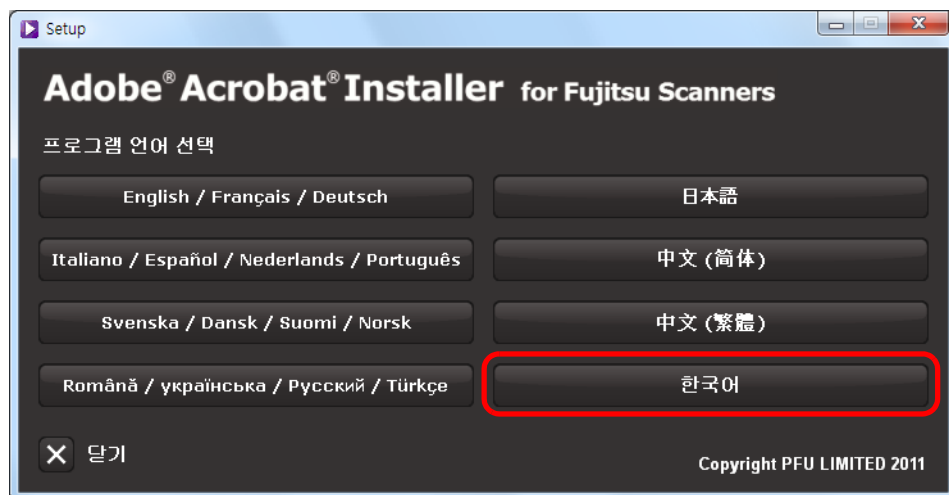 Setup
Adobe® Acrobat® Installer for Fujitsu Scanners
프로그램 언어 선택
English / Français / Deutsch
日本語
Italiano / Español / Nederlands / Português
中文 (简体)
Svenska / Dansk / Suomi / Norsk
中文 (繁體)
Română / українська / Русский / Türkçe
한국어
닫기
Copyright PFU LIMITED 2011